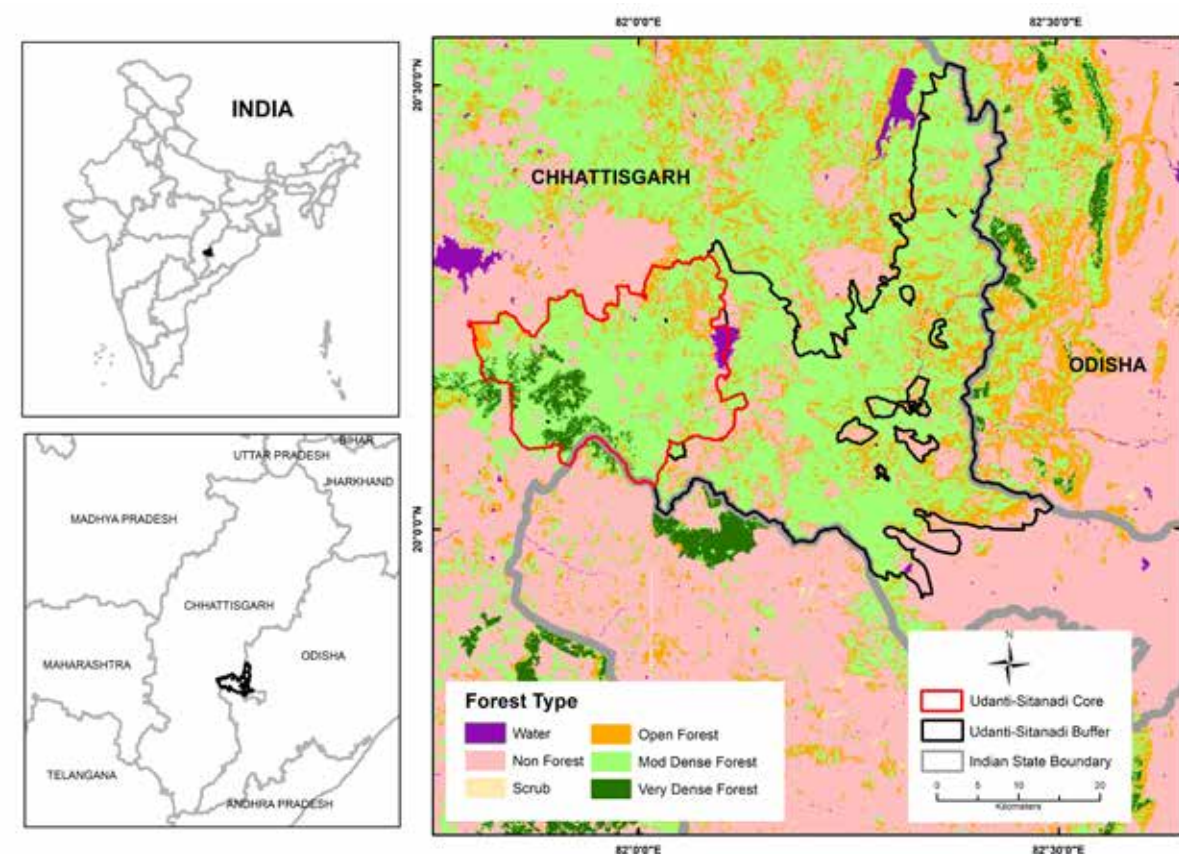 INDIA
BIHAR
UTTAR PRADESH
JHARKHAND
MADHYA PRADESH
CHHATTISGARH
ODISHA
MAHARASHTRA
TELANGANA
ANDHRA PRADESH
82°0'0"E 82°30'0"E
20°30'0"N
20°0'0"N
CHHATTISGARH
ODISHA
Forest Type
Water
Non Forest
Scrub
Open Forest
Mod Dense Forest
Very Dense Forest
N
Udanti-Sitanadi Core
Udanti-Sitanadi Buffer
Indian State Boundary
0 5 10 20
Kilometers
82°0'0"E 82°30'0"E